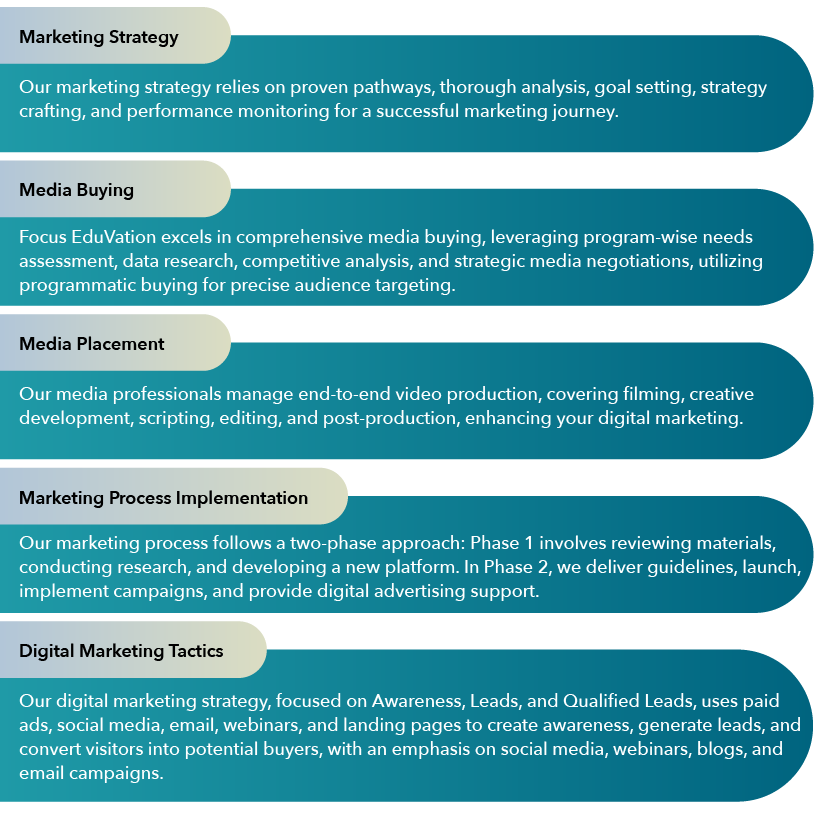 Marketing Strategy
Our marketing strategy relies on proven pathways, thorough analysis, goal setting, strategy
crafting, and performance monitoring for a successful marketing journey.
Media Buying
Focus EduVation excels in comprehensive media buying, leveraging program-wise needs
assessment, data research, competitive analysis, and strategic media negotiations, utilizing
programmatic buying for precise audience targeting.
Media Placement
Our media professionals manage end-to-end video production, covering filming, creative
development, scripting, editing, and post-production, enhancing your digital marketing.
Marketing Process Implementation
Our marketing process follows a two-phase approach: Phase 1 involves reviewing materials,
conducting research, and developing a new platform. In Phase 2, we deliver guidelines, launch,
implement campaigns, and provide digital advertising support.
Digital Marketing Tactics
Our digital marketing strategy, focused on Awareness, Leads, and Qualified Leads, uses paid
ads, social media, email, webinars, and landing pages to create awareness, generate leads, and
convert visitors into potential buyers, with an emphasis on social media, webinars, blogs, and
email campaigns.